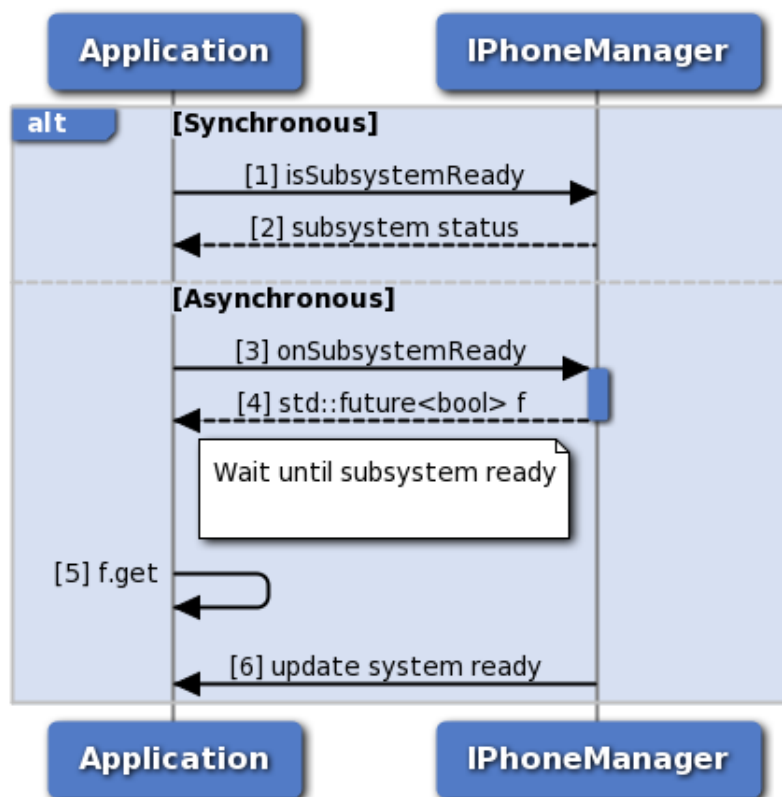 Application
IPhoneManager
alt
[Synchronous]
[1] isSubsystemReady
[2] subsystem status
[Asynchronous]
[3] onSubsystemReady
[4] std::future<bool> f
Wait until subsystem ready
[5] f.get
[6] update system ready
Application
IPhoneManager